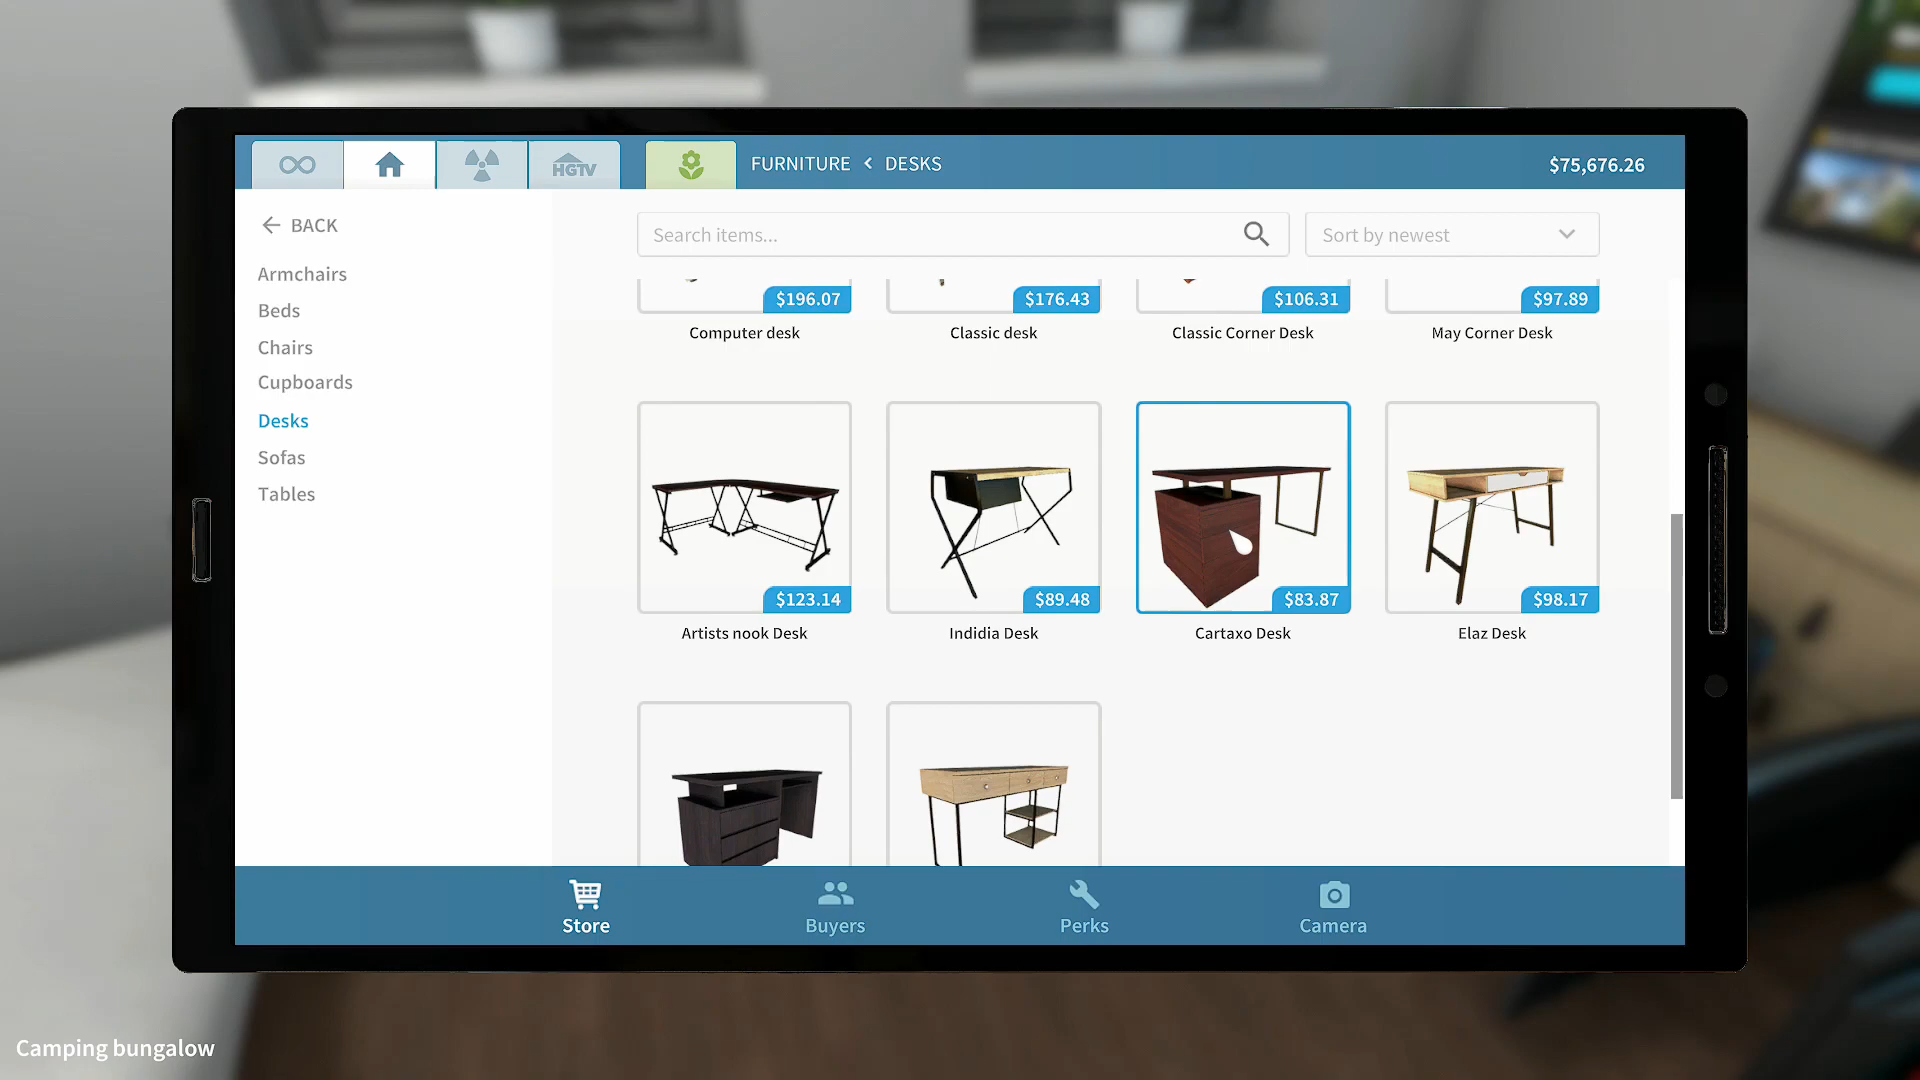 HGTV
FURNITURE < DESKS
$75,676.26
BACK
Search items...
Sort by newest
Armchairs
Beds
Chairs
Cupboards
Desks
Sofas
Tables
$196.07
$176.43
$106.31
$97.89
Computer desk
Classic desk
Classic Corner Desk
May Corner Desk
$123.14
$89.48
$83.87
$98.17
Artists nook Desk
Indidia Desk
Cartaxo Desk
Elaz Desk
Store
Buyers
Perks
Camera
Camping bungalow